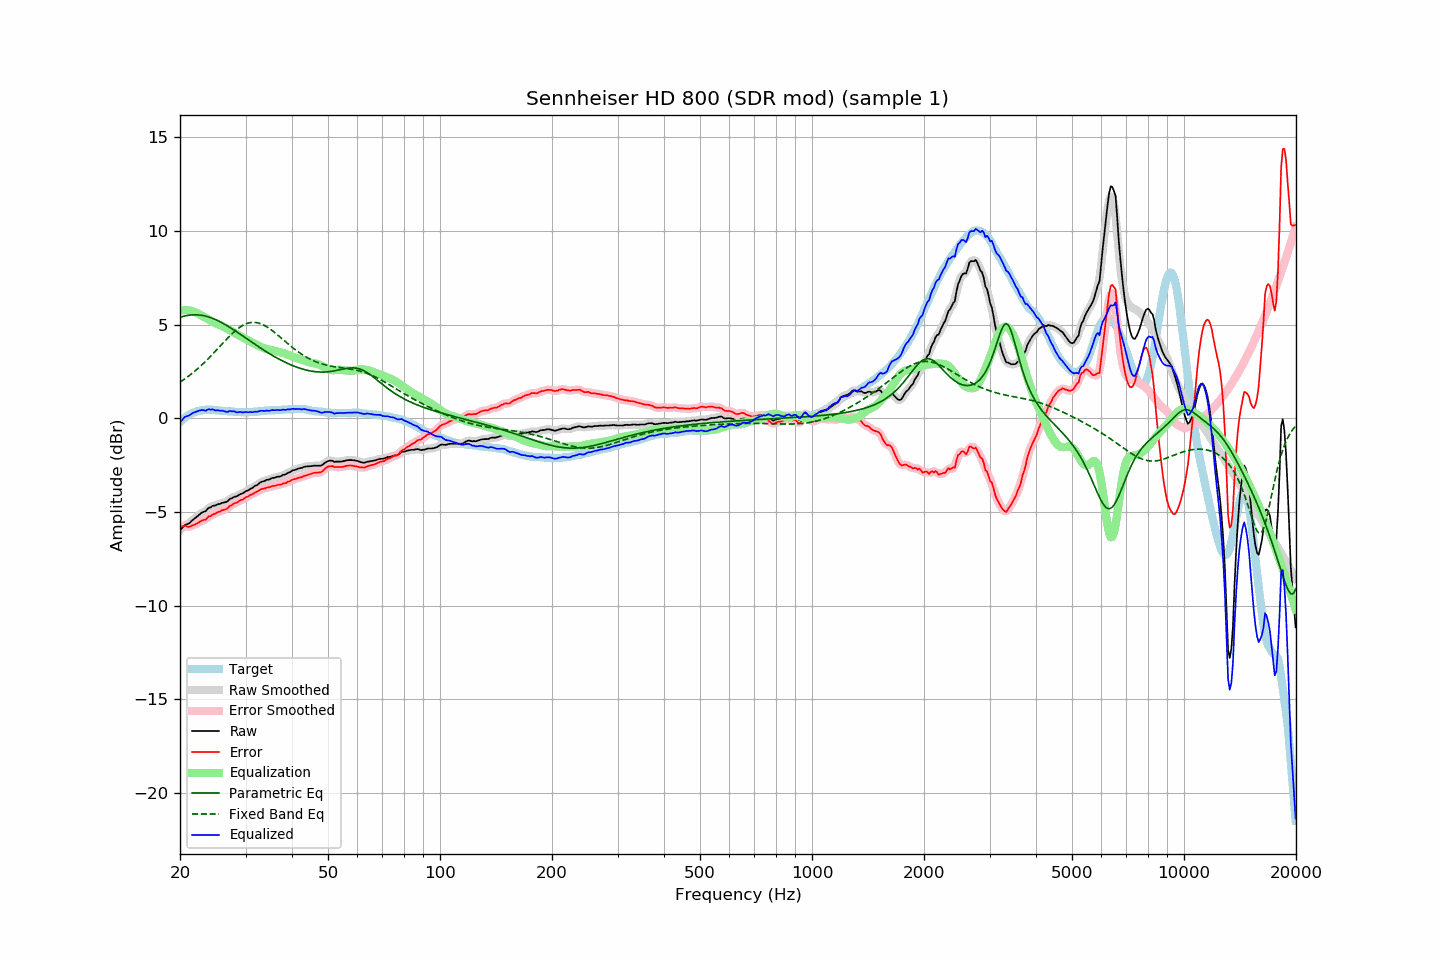 Sennheiser HD 800 (SDR mod) (sample 1)
Amplitude (dBr)
15
10
5
0
−5
−10
−15
−20
Target
Raw Smoothed
Error Smoothed
Raw
Error
Equalization
Parametric Eq
Fixed Band Eq
Equalized
20 50 100 200 500 1000 2000 5000 10000 20000
Frequency (Hz)